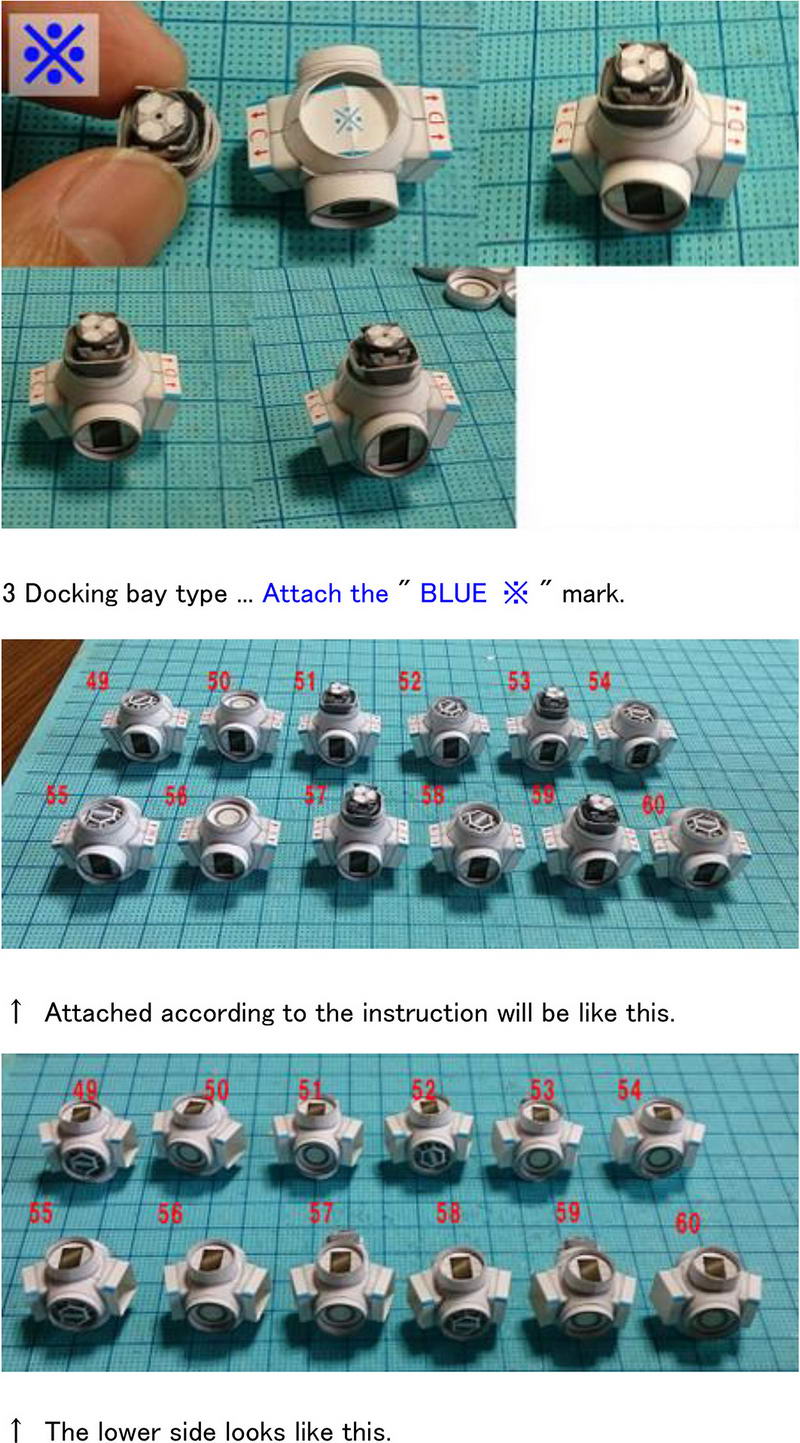 ※
C
※
d
C
d
C
d
C
d
3 Docking bay type ... Attach the " BLUE ※ " mark.
49 50 51 52 53 54
55 56 57 58 59 60
↑ Attached according to the instruction will be like this.
49 50 51 52 53 54
55 56 57 58 59 60
↑ The lower side looks like this.